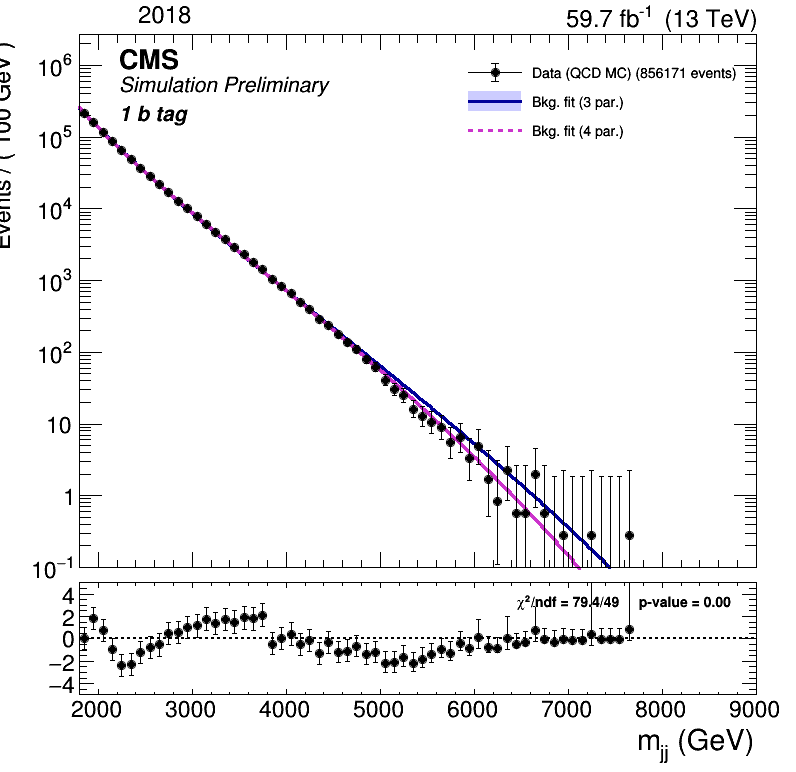 2018
59.7 fb⁻¹ (13 TeV)
CMS
Simulation Preliminary
1 b tag
Data (QCD MC) (856171 events)
Bkg. fit (3 par.)
Bkg. fit (4 par.)
Events / ( 100 GeV )
10⁶
10⁵
10⁴
10³
10²
10
1
10⁻¹
χ²/ndf = 79.4/49 p-value = 0.00
4
2
0
−2
−4
2000 3000 4000 5000 6000 7000 8000 9000
m_jj (GeV)